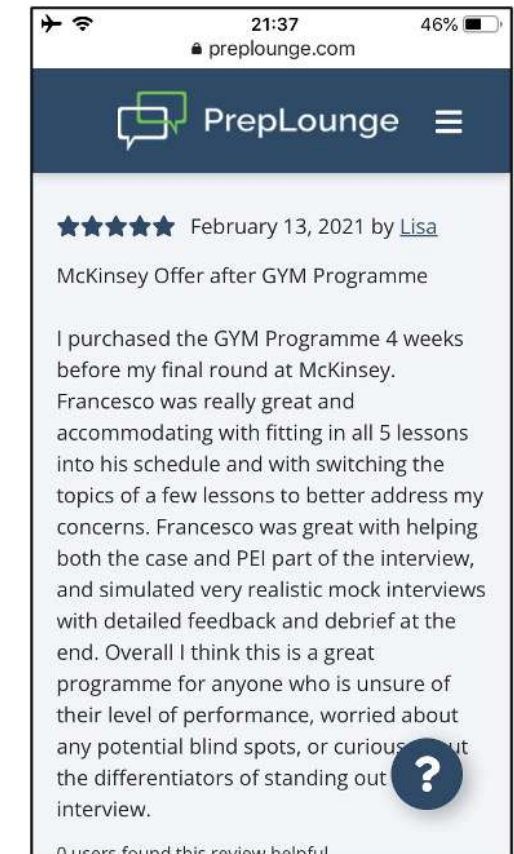 21:37
46%
preplounge.com
PrepLounge
February 13, 2021 by Lisa
McKinsey Offer after GYM Programme
I purchased the GYM Programme 4 weeks
before my final round at McKinsey.
Francesco was really great and
accommodating with fitting in all 5 lessons
into his schedule and with switching the
topics of a few lessons to better address my
concerns. Francesco was great with helping
both the case and PEI part of the interview,
and simulated very realistic mock interviews
with detailed feedback and debrief at the
end. Overall I think this is a great
programme for anyone who is unsure of
their level of performance, worried about
any potential blind spots, or curious
the differentiators of standing out
?
interview.
0 users found this review helpful